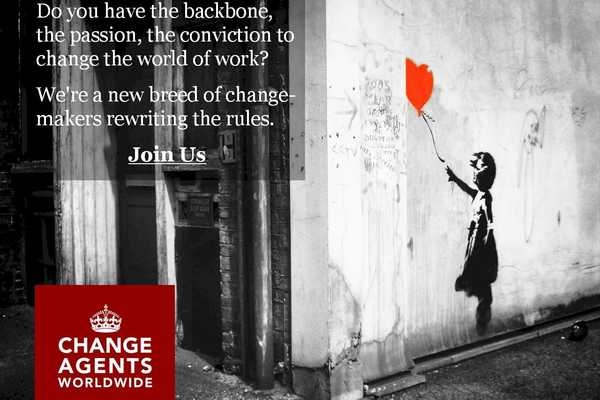 Do you have the backbone,
the passion, the conviction to
change the world of work?
We're a new breed of change-
makers rewriting the rules.
Join Us
CHANGE
AGENTS
WORLDWIDE